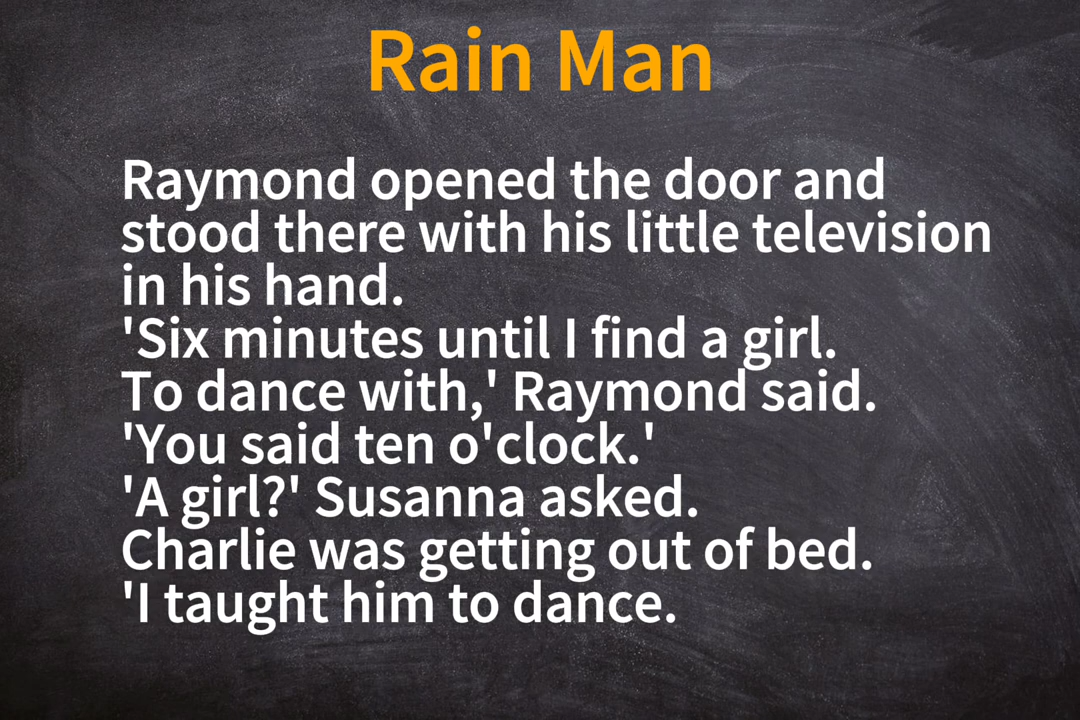 Rain Man
Raymond opened the door and
stood there with his little television
in his hand.
'Six minutes until I find a girl.
To dance with,' Raymond said.
'You said ten o'clock.'
'A girl?' Susanna asked.
Charlie was getting out of bed.
'I taught him to dance.